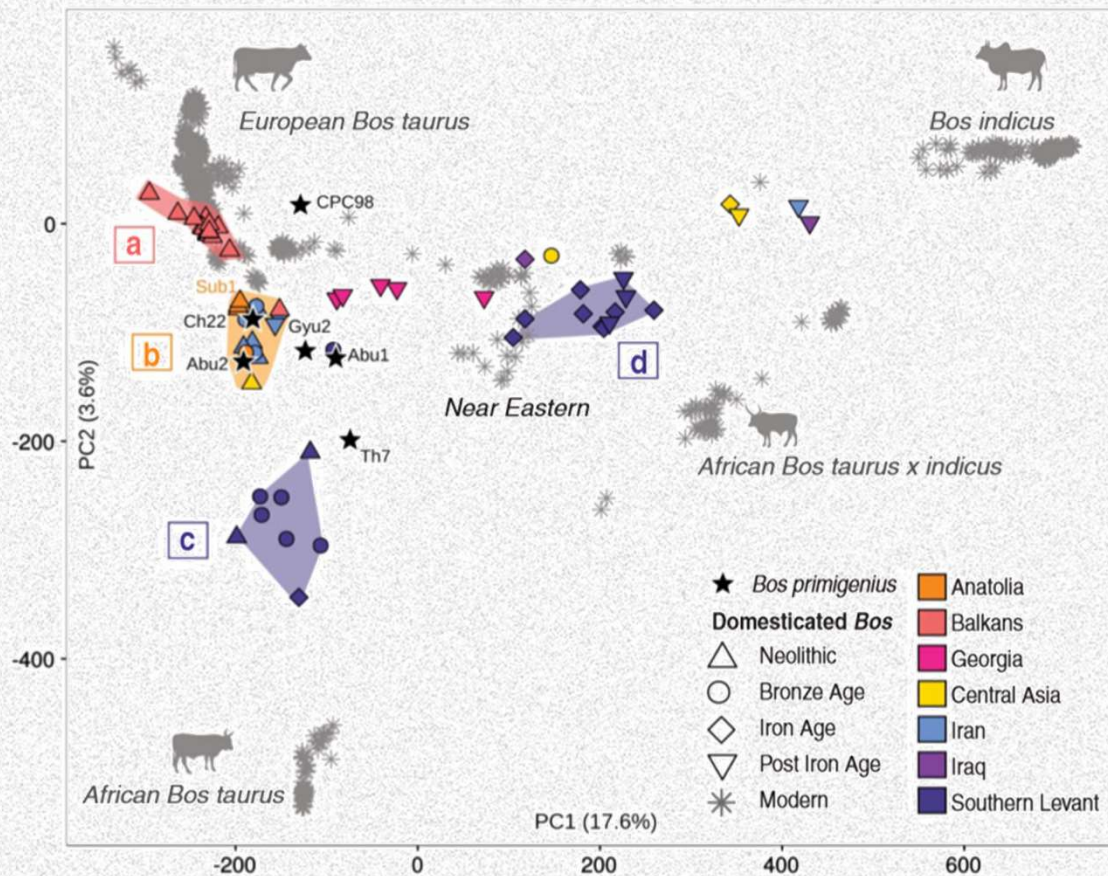 European Bos taurus
Bos indicus
CPC98
0
a
Sub1
Ch22
Gyu2
b
Abu1
Abu2
d
Near Eastern
PC2 (3.6%)
-200
Th7
African Bos taurus x indicus
c
Bos primigenius
Domesticated Bos
Neolithic
Bronze Age
Iron Age
Post Iron Age
Modern
Anatolia
Balkans
Georgia
Central Asia
Iran
Iraq
Southern Levant
-400
African Bos taurus
PC1 (17.6%)
-200
0
200
400
600